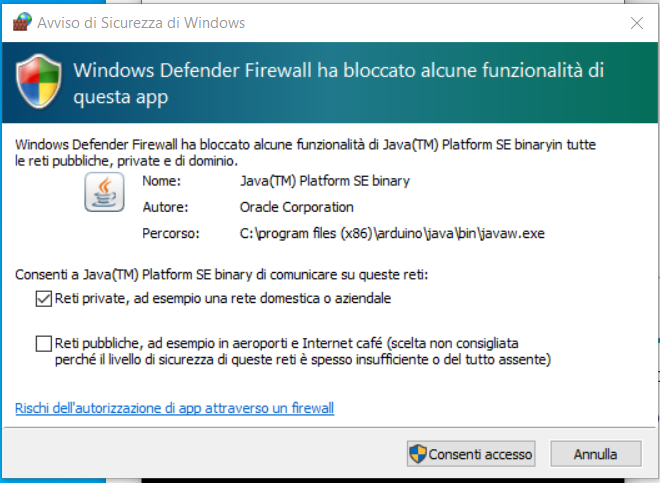 Avviso di Sicurezza di Windows
Windows Defender Firewall ha bloccato alcune funzionalità di
questa app
Windows Defender Firewall ha bloccato alcune funzionalità di Java(TM) Platform SE binaryin tutte
le reti pubbliche, private e di dominio.
Nome: Java(TM) Platform SE binary
Autore: Oracle Corporation
Percorso: C:\program files (x86)\arduino\java\bin\javaw.exe
Consenti a Java(TM) Platform SE binary di comunicare su queste reti:
Reti private, ad esempio una rete domestica o aziendale
Reti pubbliche, ad esempio in aeroporti e Internet café (scelta non consigliata
perché il livello di sicurezza di queste reti è spesso insufficiente o del tutto assente)
Rischi dell'autorizzazione di app attraverso un firewall
Consenti accesso Annulla